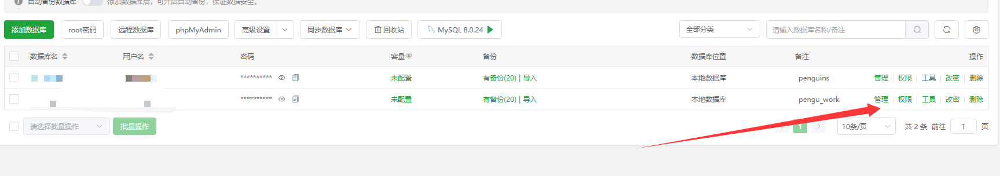 自动备份数据库 添加数据库后，可开启自动备份，保证数据安全。
添加数据库 root密码 远程数据库 phpMyAdmin 高级设置 同步数据库 回收站 MySQL 8.0.24 全部分类 请输入数据库名称/备注
数据库名 用户名 密码 容量 备份 数据库位置 备注 操作
********** 未配置 有备份(20) | 导入 本地数据库 penguins 管理 | 权限 | 工具 | 改密 | 删除
********** 未配置 有备份(20) | 导入 本地数据库 pengu_work 管理 | 权限 | 工具 | 改密 | 删除
请选择批量操作 批量操作 1 10条/页 共 2 条 前往 1 页